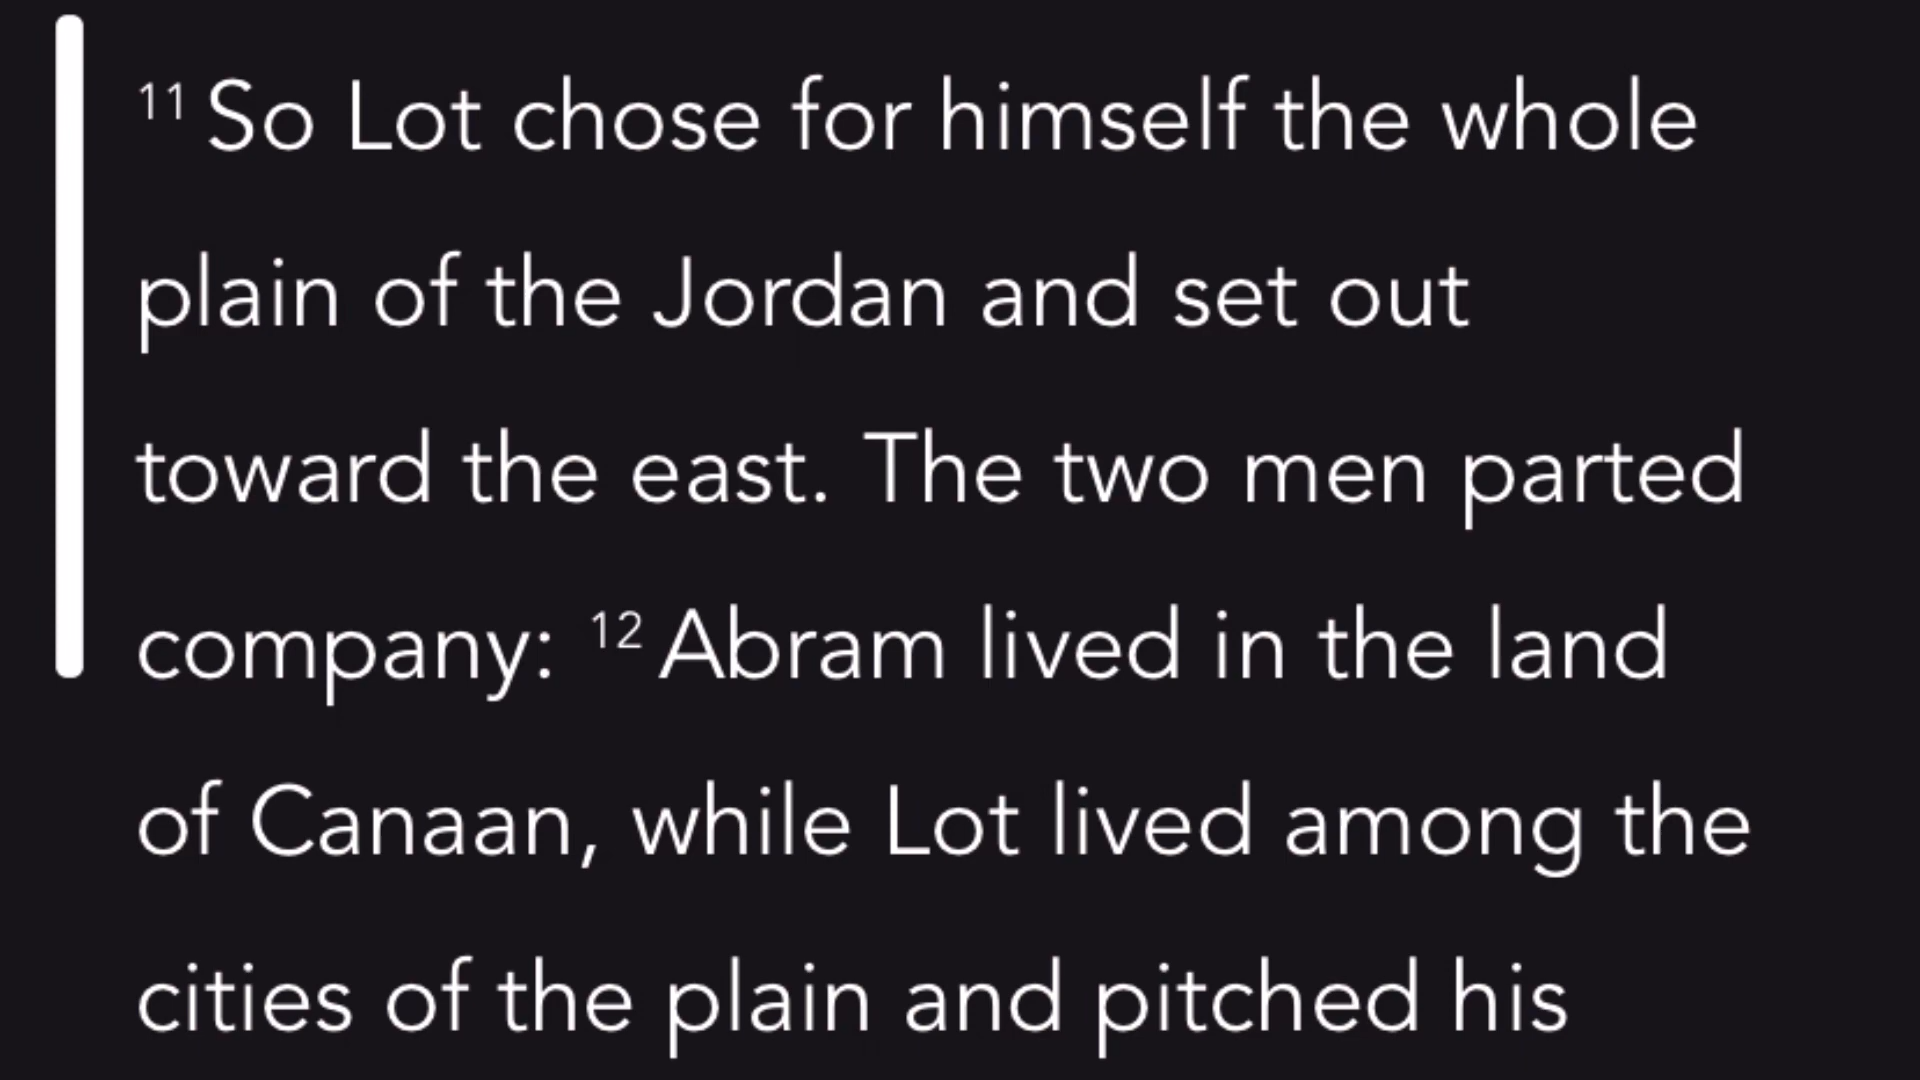 11 So Lot chose for himself the whole
plain of the Jordan and set out
toward the east. The two men parted
company: 12 Abram lived in the land
of Canaan, while Lot lived among the
cities of the plain and pitched his